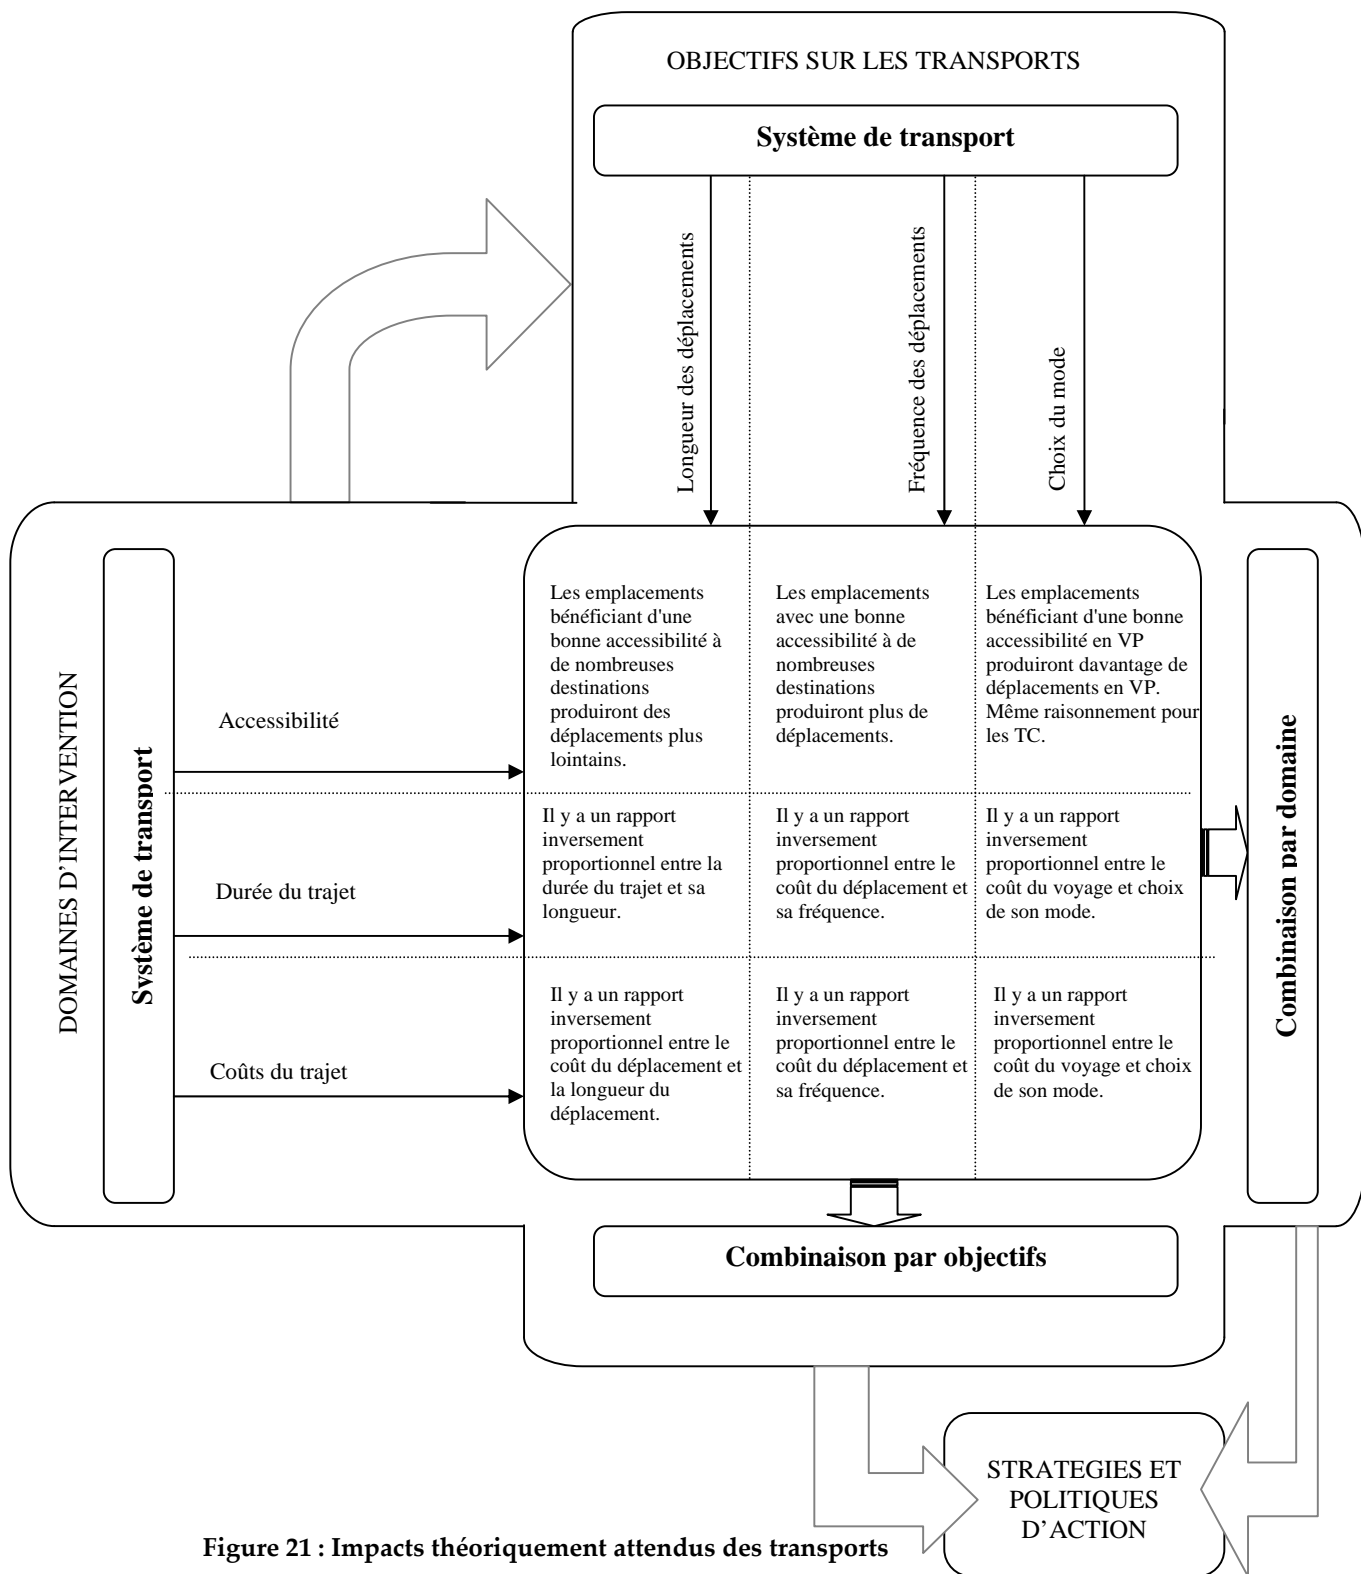 OBJECTIFS SUR LES TRANSPORTS
Système de transport
Longueur des déplacements
Fréquence des déplacements
Choix du mode
DOMAINES D'INTERVENTION
Système de transport
Accessibilité
Durée du trajet
Coûts du trajet
Les emplacements
bénéficiant d'une
bonne accessibilité à
de nombreuses
destinations
produiront des
déplacements plus
lointains.
Les emplacements
avec une bonne
accessibilité à de
nombreuses
destinations
produiront plus de
déplacements.
Les emplacements
bénéficiant d'une bonne
accessibilité en VP
produiront davantage de
déplacements en VP.
Même raisonnement pour
les TC.
Il y a un rapport
inversement
proportionnel entre la
durée du trajet et sa
longueur.
Il y a un rapport
inversement
proportionnel entre le
coût du déplacement et
sa fréquence.
Il y a un rapport
inversement
proportionnel entre le
coût du voyage et choix
de son mode.
Il y a un rapport
inversement
proportionnel entre le
coût du déplacement et
la longueur du
déplacement.
Il y a un rapport
inversement
proportionnel entre le
coût du déplacement et
sa fréquence.
Il y a un rapport
inversement
proportionnel entre le
coût du voyage et choix
de son mode.
Combinaison par domaine
Combinaison par objectifs
STRATEGIES ET
POLITIQUES
D'ACTION
Figure 21 : Impacts théoriquement attendus des transports